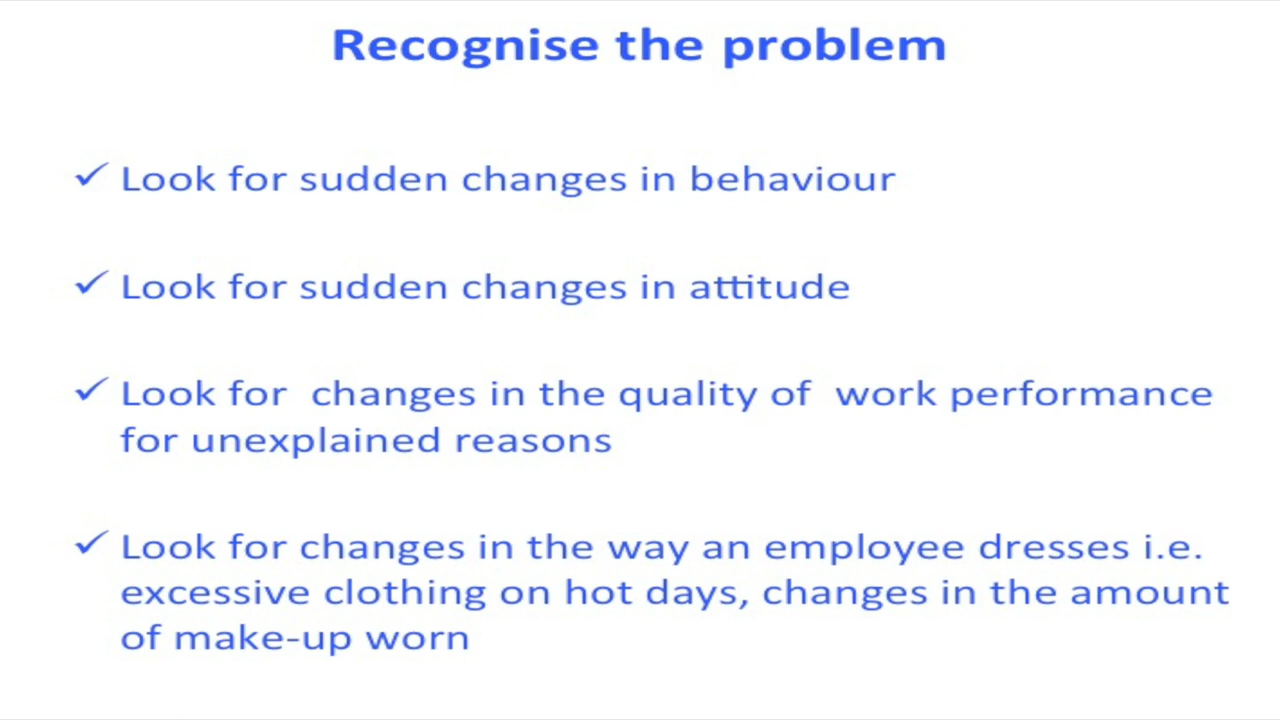 Recognise the problem
✓ Look for sudden changes in behaviour
✓ Look for sudden changes in attitude
✓ Look for  changes in the quality of  work performance
for unexplained reasons
✓ Look for changes in the way an employee dresses i.e.
excessive clothing on hot days, changes in the amount
of make-up worn